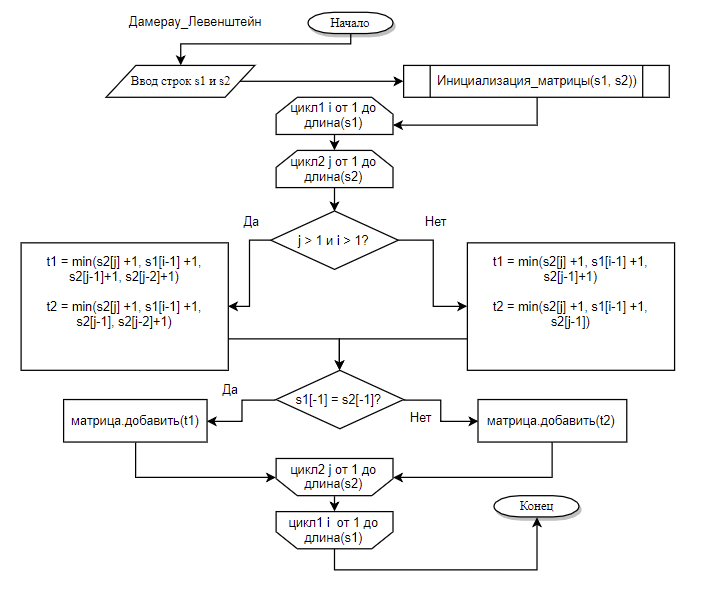 Дамерау_Левенштейн
Начало
Ввод строк s1 и s2
Инициализация_матрицы(s1, s2))
цикл1 i от 1 до
длина(s1)
цикл2 j от 1 до
длина(s2)
Да
Нет
j > 1 и i > 1?
t1 = min(s2[j] +1, s1[i-1] +1,
s2[j-1]+1, s2[j-2]+1)
t2 = min(s2[j] +1, s1[i-1] +1,
s2[j-1], s2[j-2]+1)
t1 = min(s2[j] +1, s1[i-1] +1,
s2[j-1]+1)
t2 = min(s2[j] +1, s1[i-1] +1,
s2[j-1])
Да
s1[-1] = s2[-1]?
Нет
матрица.добавить(t1)
матрица.добавить(t2)
цикл2 j от 1 до
длина(s2)
цикл1 i от 1 до
длина(s1)
Конец